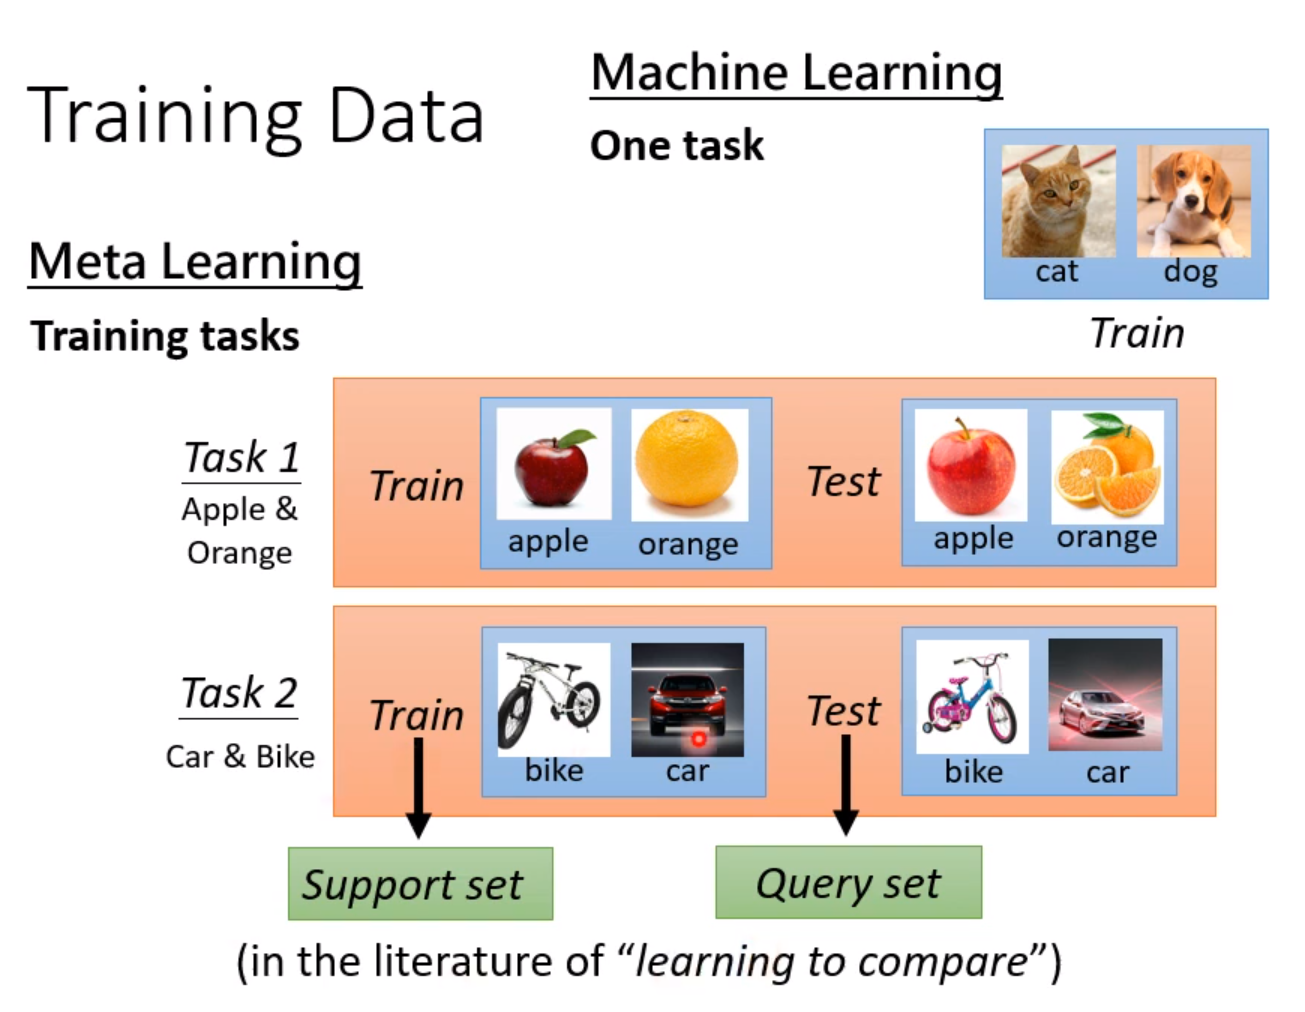 Training Data
Machine Learning
One task
cat dog
Train
Meta Learning
Training tasks
Task 1
Apple &
Orange
Train
apple orange
Test
apple orange
Task 2
Car & Bike
Train
bike car
Test
bike car
Support set
Query set
(in the literature of “learning to compare”)